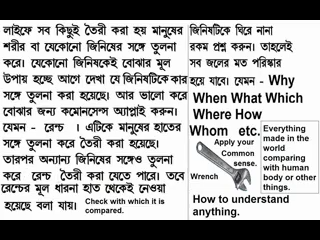 লাইফে সব কিছুই তৈরী করা হয় মানুষের
শরীর বা যেকোনো জিনিষের সঙ্গে তুলনা
করে। যেকোনো জিনিষকেই বোঝার মূল
উপায় হচ্ছে আগে দেখা যে জিনিষটিকে কার
সঙ্গে তুলনা করা হয়েছে। আর ভালো করে
বোঝার জন্য কমোনসেন্স অ্যাপ্লাই করুন।
যেমন - রেন্চ । এটিকে মানুষের হাতের
সঙ্গে তুলনা করে তৈরী করা হয়েছে।
তারপর অন্যান্য জিনিষের সঙ্গেও তুলনা
করে রেন্চ তৈরী করা যেতে পারে। তবে
রেন্চের মূল ধারনা হাত থেকেই নেওয়া
হয়েছে বলা যায়।
Check with which it is
compared.
জিনিষটিকে ঘিরে নানা
রকম প্রশ্ন করুন। তাহলেই
সব জলের মত পরিস্কার
হয়ে যাবে। যেমন - Why
When What Which
Where How
Whom etc.
Apply your
Common
sense.
Wrench
Everything
made in the
world
comparing
with human
body or other
things.
How to understand
anything.